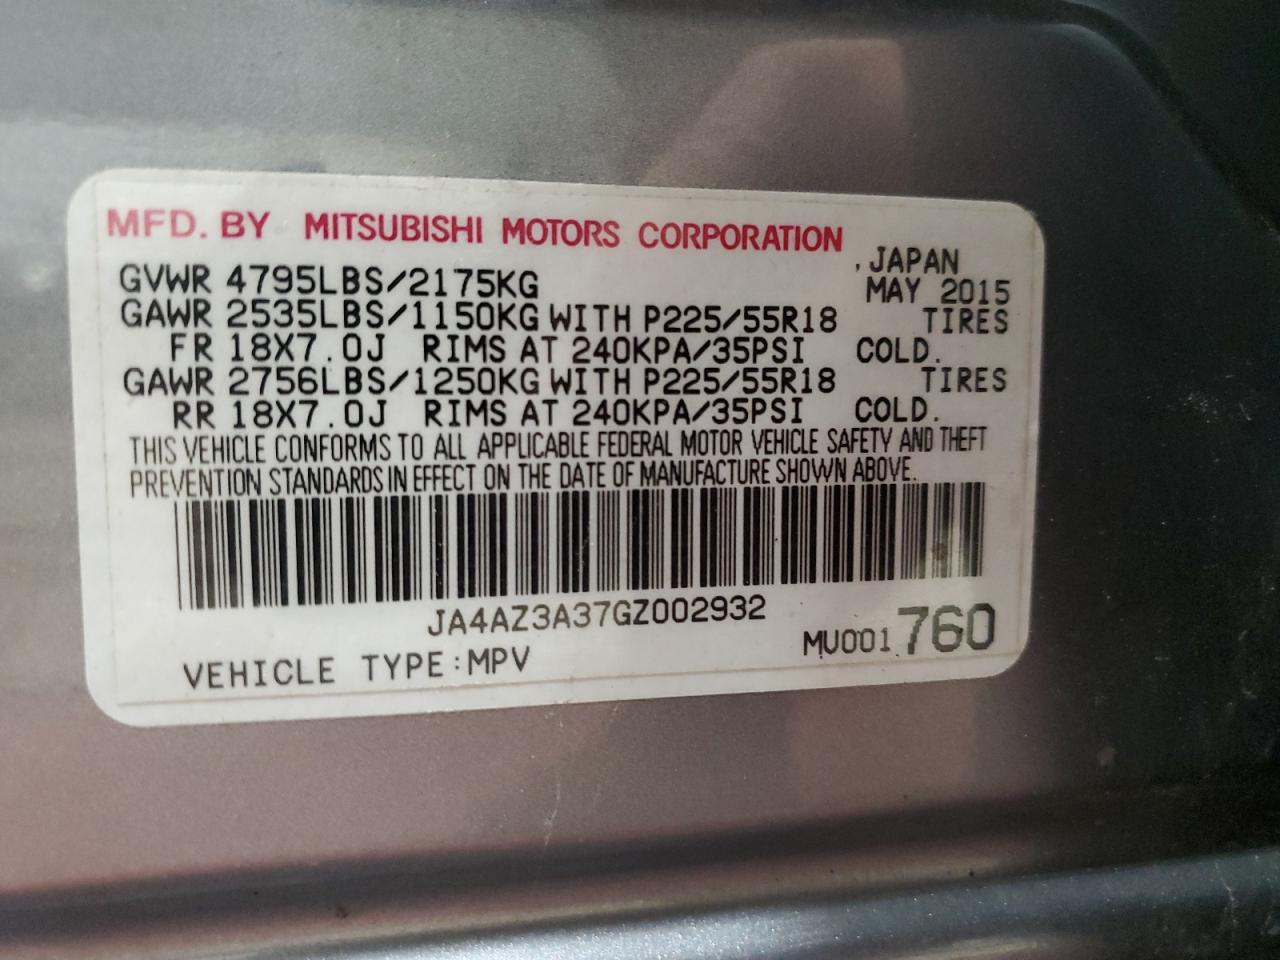 MFD. BY MITSUBISHI MOTORS CORPORATION
, JAPAN
GVWR 4795LBS/2175KG MAY 2015
GAWR 2535LBS/1150KG WITH P225/55R18 TIRES
FR 18X7.0J RIMS AT 240KPA/35PSI COLD.
GAWR 2756LBS/1250KG WITH P225/55R18 TIRES
RR 18X7.0J RIMS AT 240KPA/35PSI COLD.
THIS VEHICLE CONFORMS TO ALL APPLICABLE FEDERAL MOTOR VEHICLE SAFETY AND THEFT
PREVENTION STANDARDS IN EFFECT ON THE DATE OF MANUFACTURE SHOWN ABOVE.
JA4AZ3A37GZ002932
MU001 760
VEHICLE TYPE:MPV